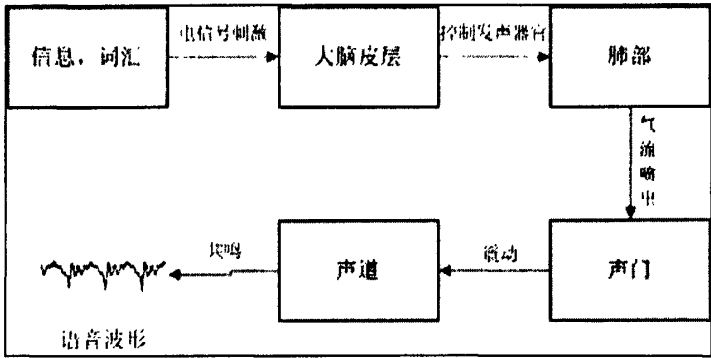 信息，词汇
电信号刺激
大脑皮层
控制发声器官
肺部
气流喷出
声门
震动
声道
共鸣
语音波形